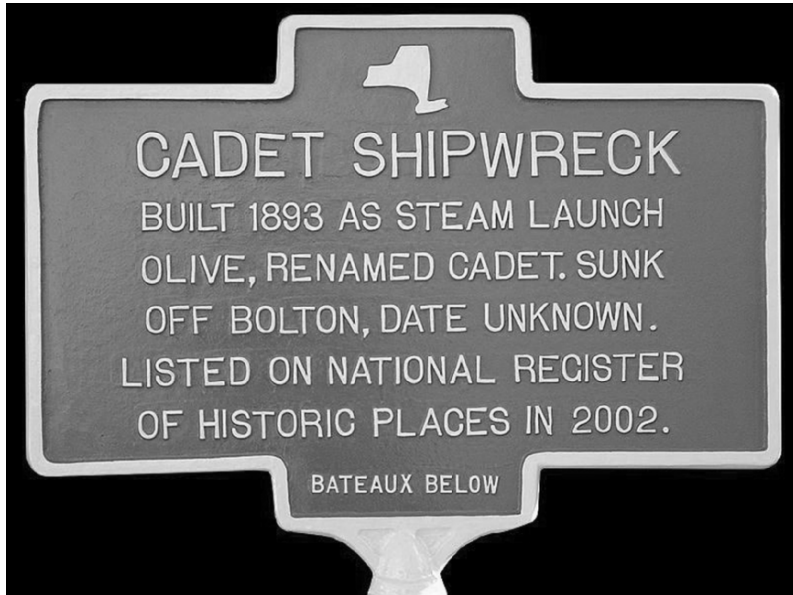 CADET SHIPWRECK
BUILT 1893 AS STEAM LAUNCH
OLIVE, RENAMED CADET. SUNK
OFF BOLTON, DATE UNKNOWN.
LISTED ON NATIONAL REGISTER
OF HISTORIC PLACES IN 2002.
BATEAUX BELOW